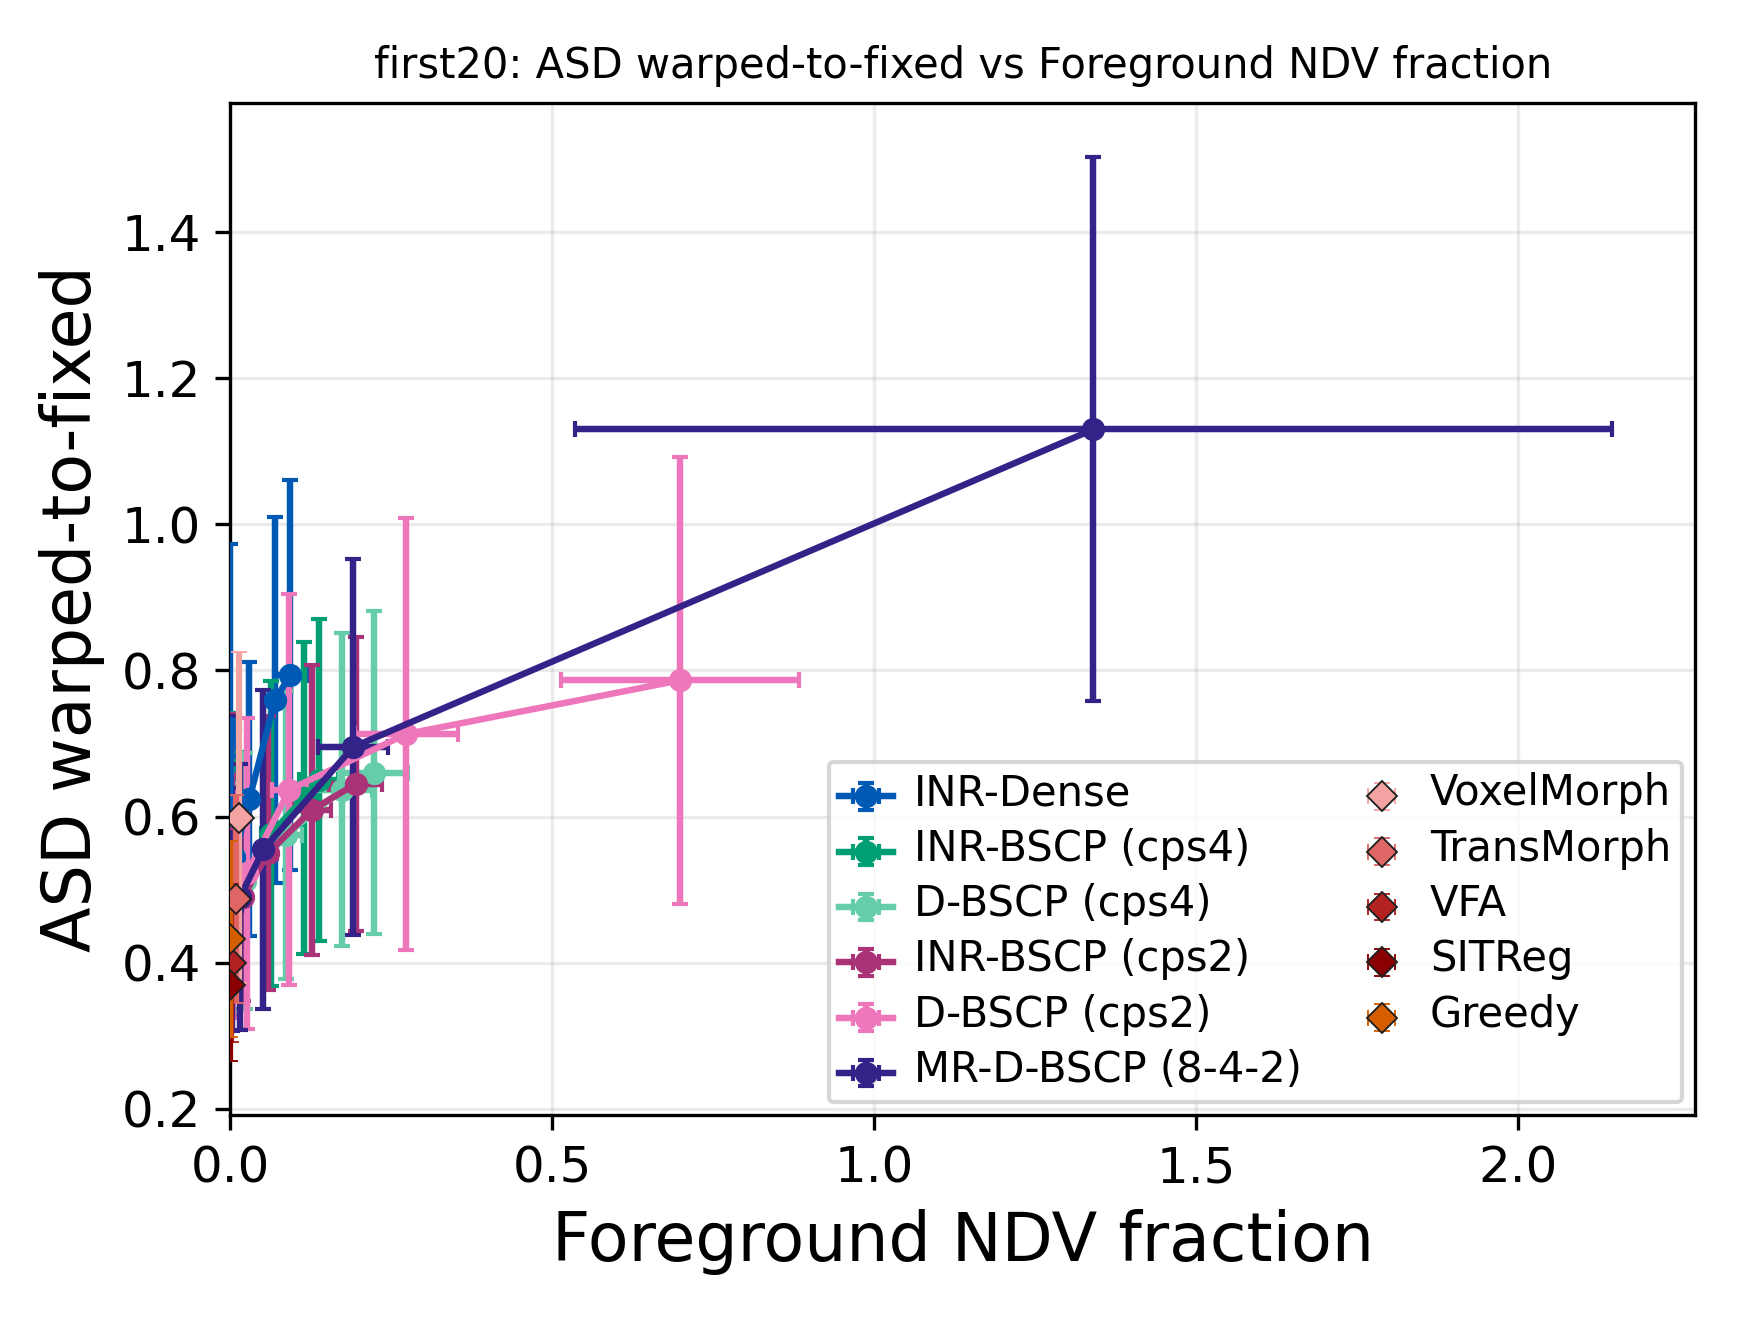 first20: ASD warped-to-fixed vs Foreground NDV fraction
ASD warped-to-fixed
1.4
1.2
1.0
0.8
0.6
0.4
0.2
0.0
0.5
1.0
1.5
2.0
Foreground NDV fraction
INR-Dense
INR-BSCP (cps4)
D-BSCP (cps4)
INR-BSCP (cps2)
D-BSCP (cps2)
MR-D-BSCP (8-4-2)
VoxelMorph
TransMorph
VFA
SITReg
Greedy